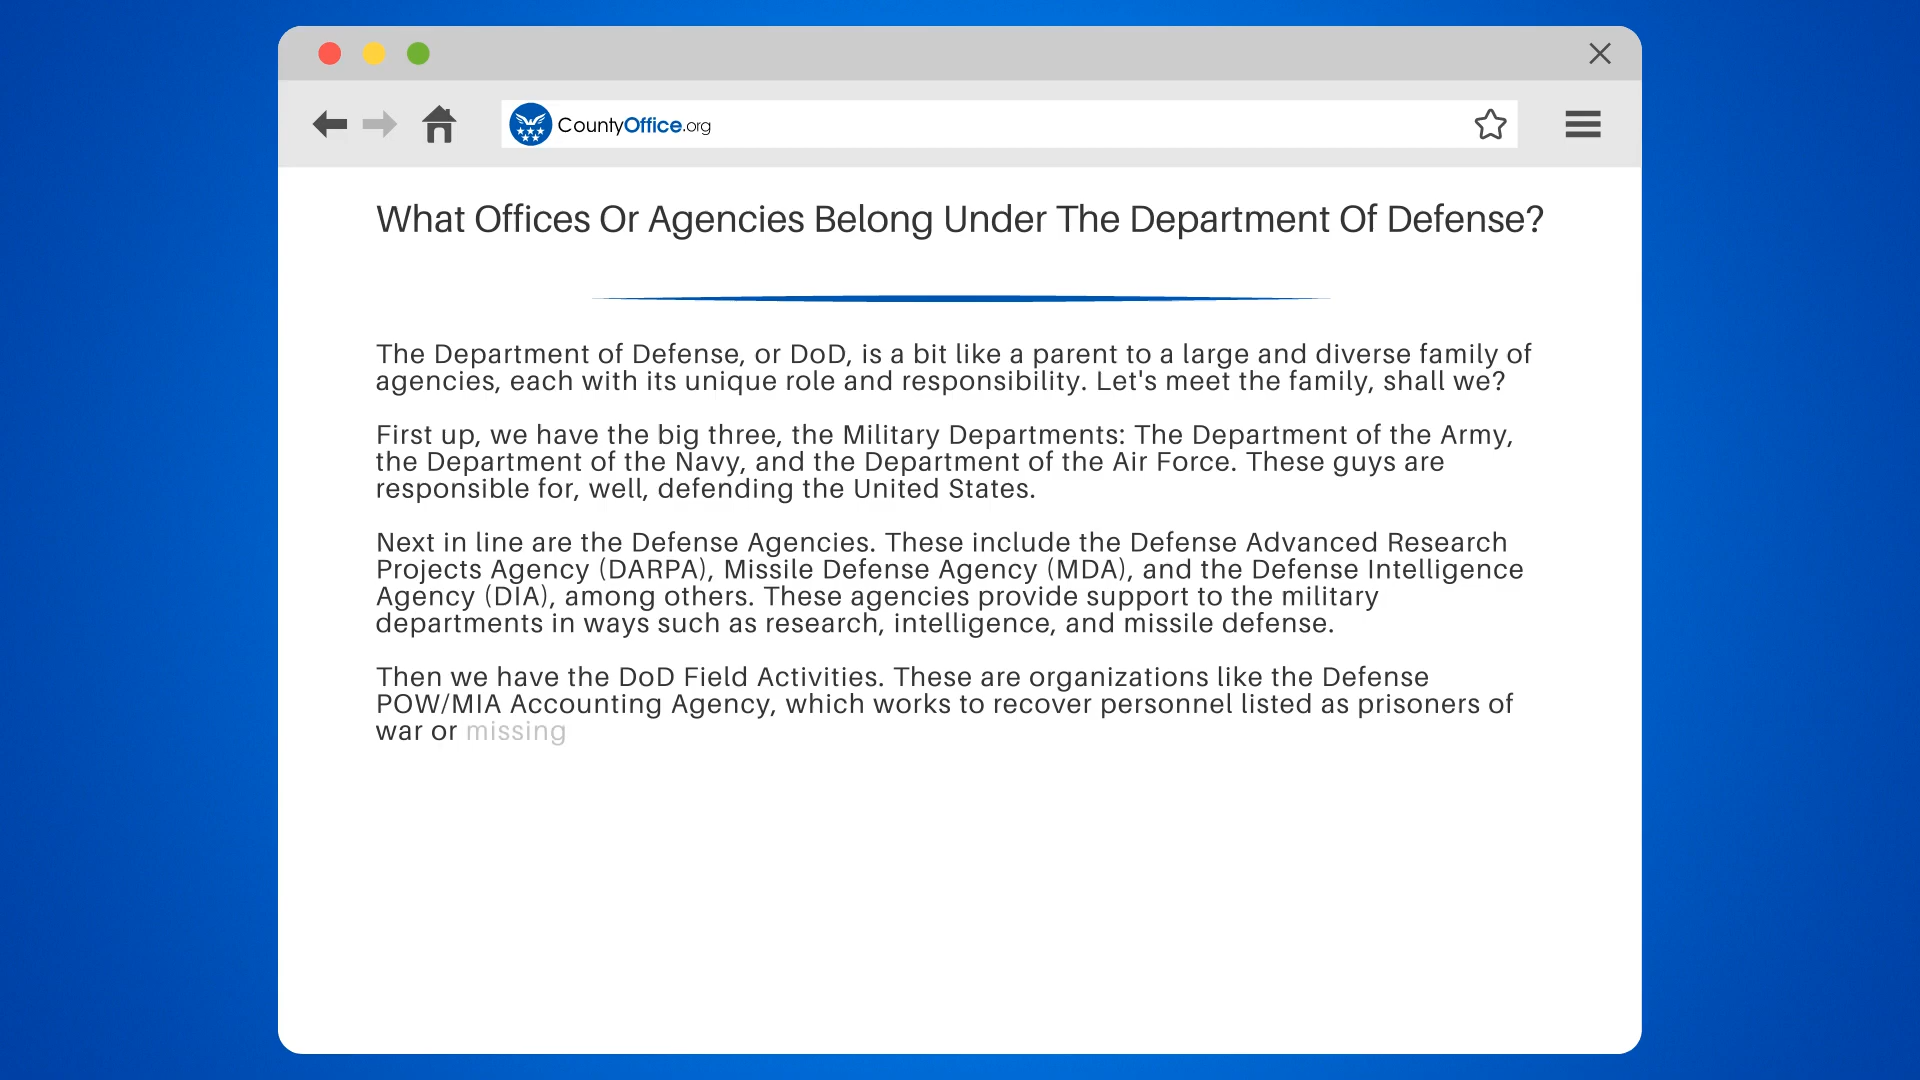 CountyOffice.org
What Offices Or Agencies Belong Under The Department Of Defense?
The Department of Defense, or DoD, is a bit like a parent to a large and diverse family of
agencies, each with its unique role and responsibility. Let's meet the family, shall we?
First up, we have the big three, the Military Departments: The Department of the Army,
the Department of the Navy, and the Department of the Air Force. These guys are
responsible for, well, defending the United States.
Next in line are the Defense Agencies. These include the Defense Advanced Research
Projects Agency (DARPA), Missile Defense Agency (MDA), and the Defense Intelligence
Agency (DIA), among others. These agencies provide support to the military
departments in ways such as research, intelligence, and missile defense.
Then we have the DoD Field Activities. These are organizations like the Defense
POW/MIA Accounting Agency, which works to recover personnel listed as prisoners of
war or missing